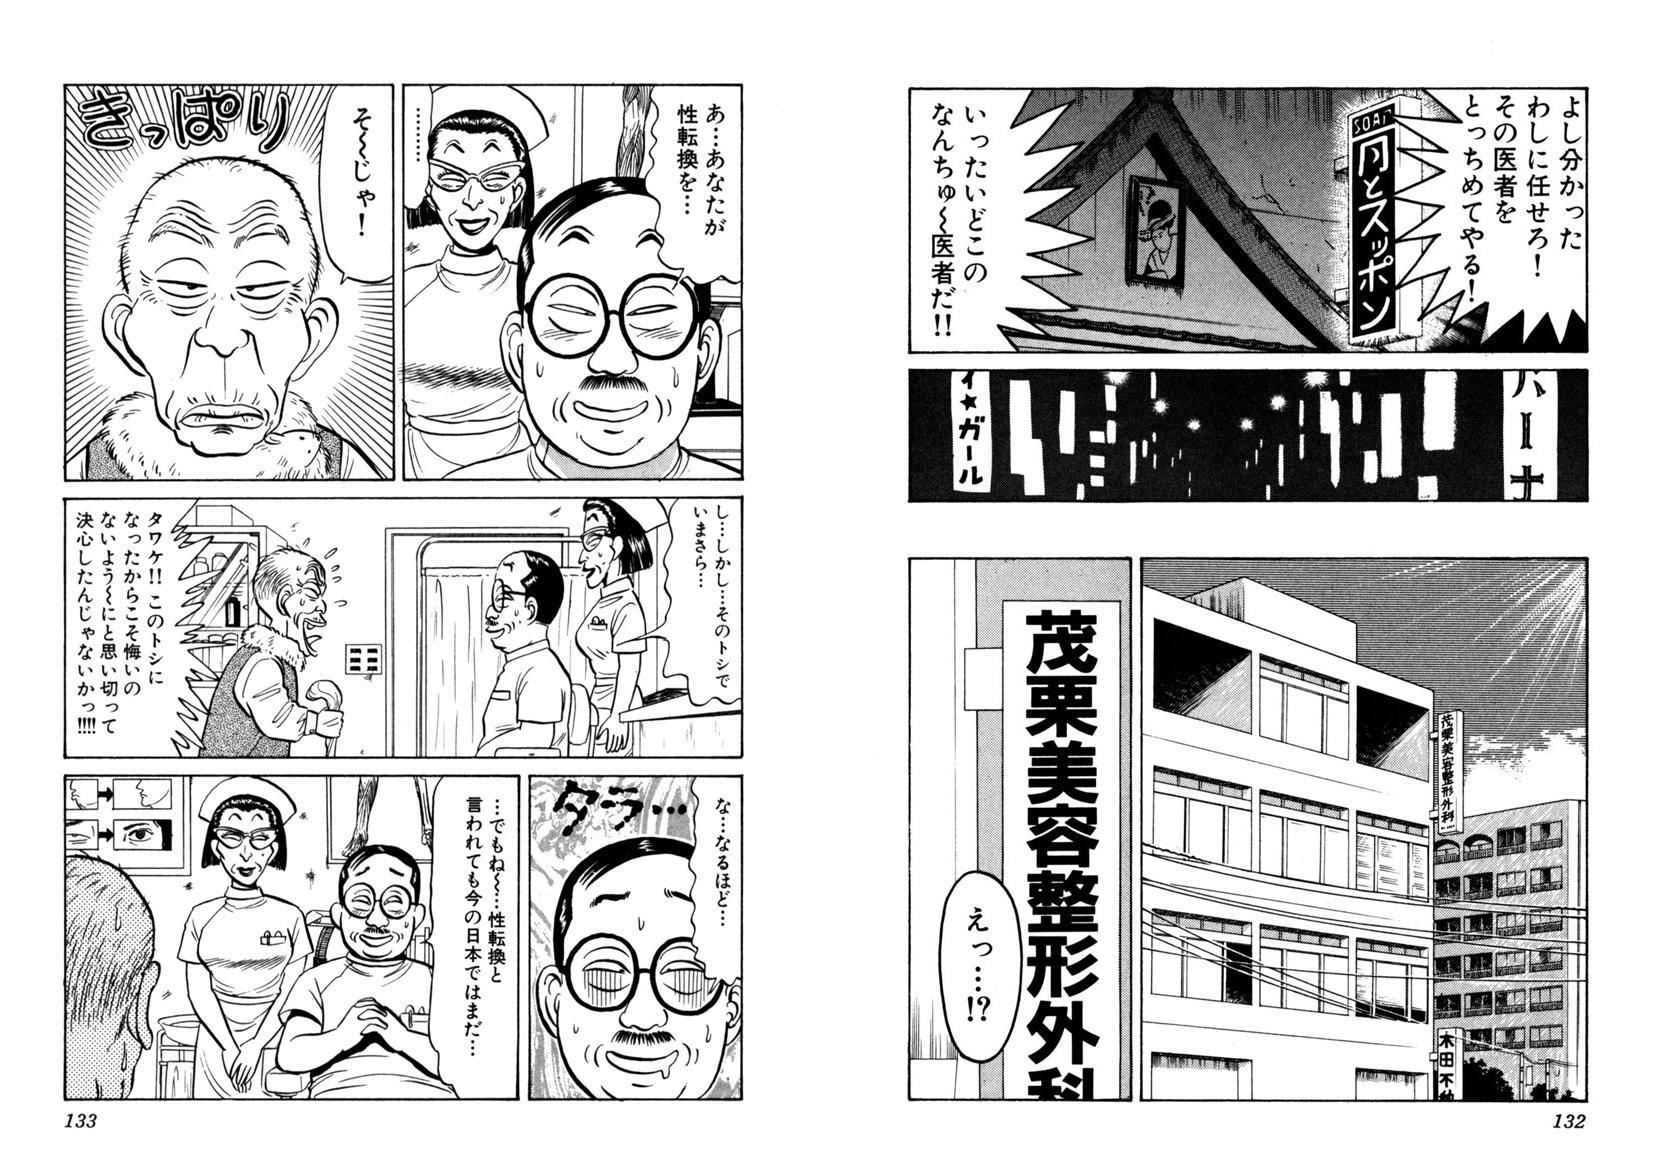 よし分かった
わしに任せろ！
その医者を
とっちめてやる！
SOAP
月とスッポン
いったいどこの
なんちゅ〜医者だ!!
パーナ
イ★ガール
茂栗美容整形外科
木田不
茂栗美容整形外科
えっ…!?
132
あ…あなたが
性転換を…
………
そ〜じゃ！
きっぱり
し…しかし…そのトシで
いまさら…
タワケ!!このトシに
なったからこそ悔いの
ないよう〜にと思い切って
決心したんじゃないかっ!!!!
な…なるほど…
タラ…
…でもね〜……性転換と
言われても今の日本ではまだ…
133